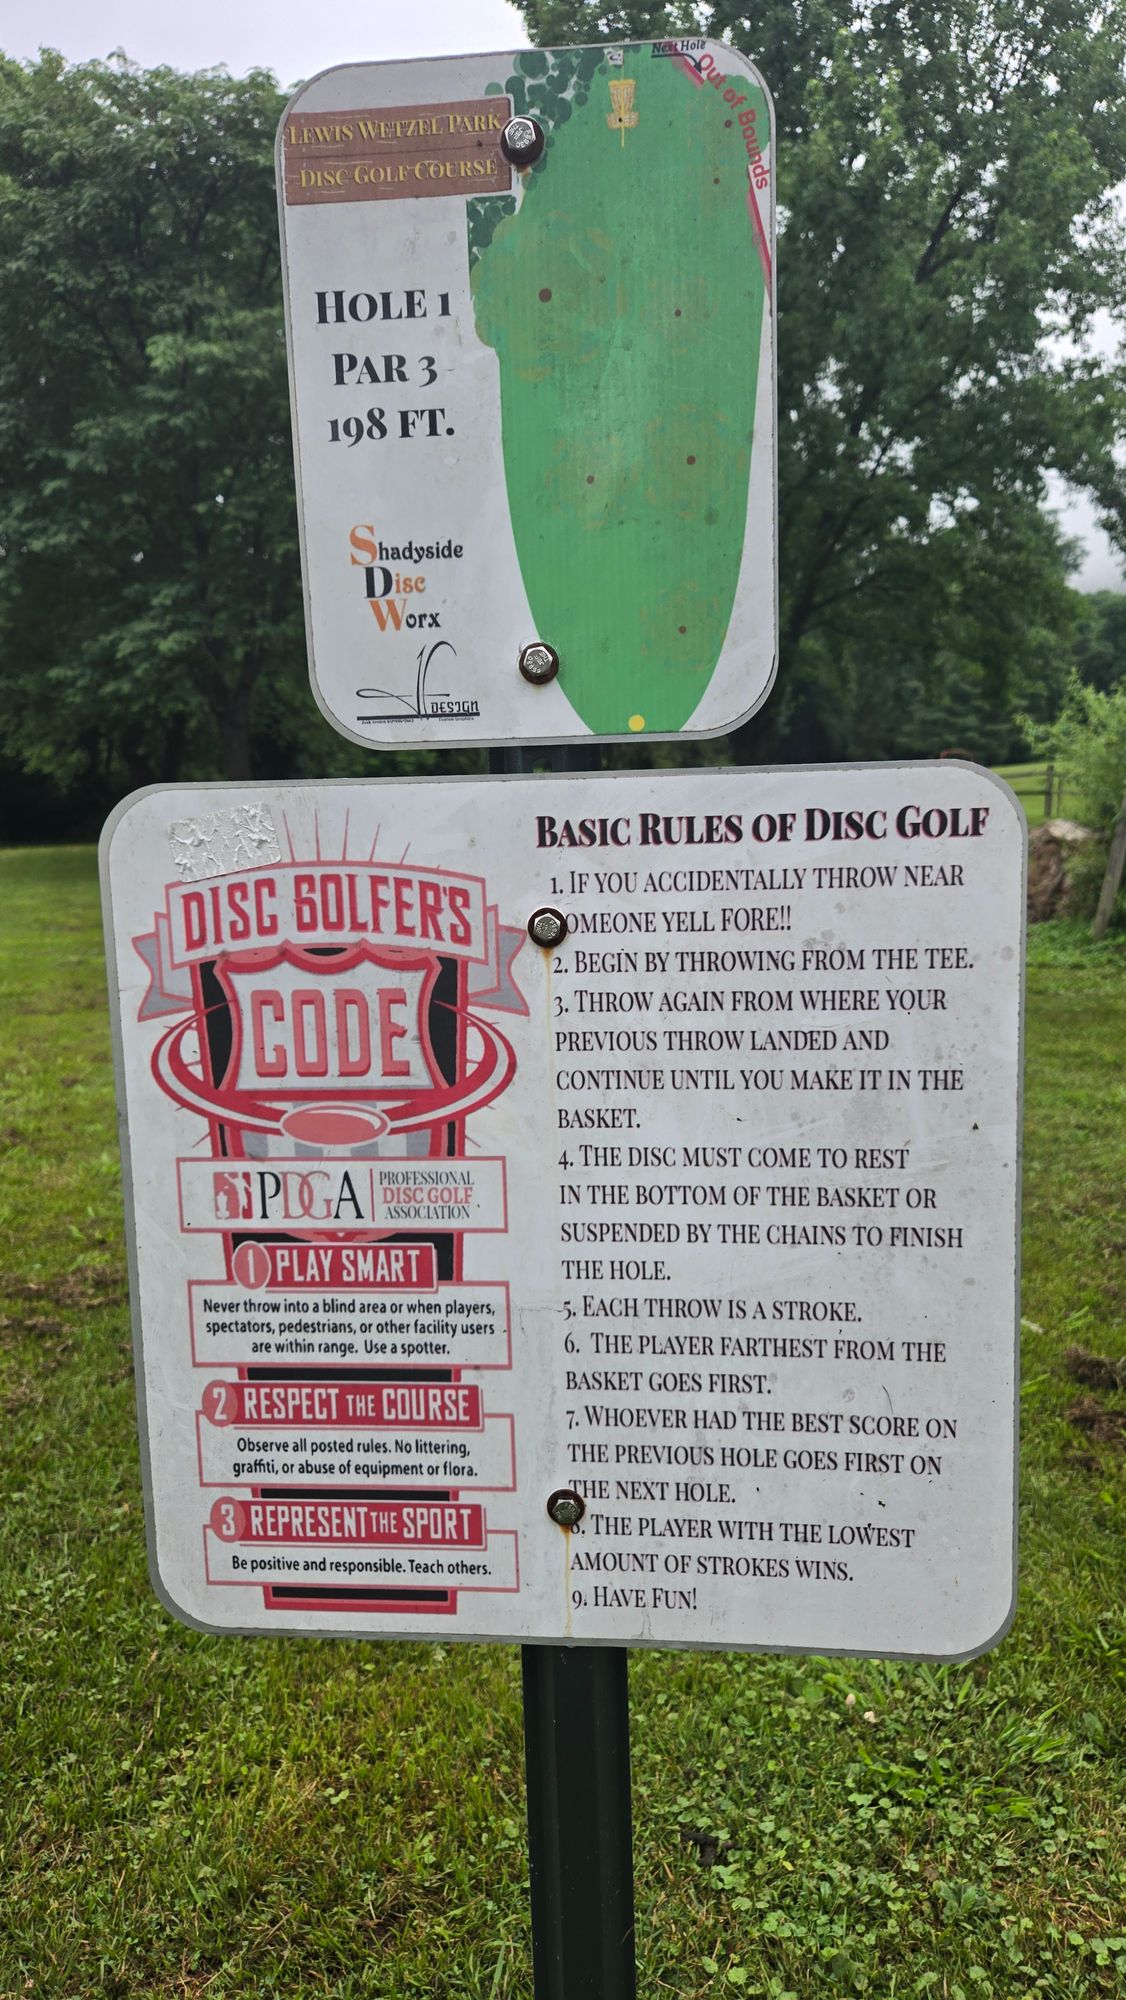 Next Hole
Out of Bounds
LEWIS WETZEL PARK
DISC GOLF COURSE
HOLE 1
PAR 3
198 FT.
Shadyside
Disc
Worx
DESIGN
DISC GOLFER'S
CODE
PDGA
PROFESSIONAL
DISC GOLF
ASSOCIATION
1 PLAY SMART
Never throw into a blind area or when players,
spectators, pedestrians, or other facility users
are within range. Use a spotter.
2 RESPECT THE COURSE
Observe all posted rules. No littering,
graffiti, or abuse of equipment or flora.
3 REPRESENT THE SPORT
Be positive and responsible. Teach others.
BASIC RULES OF DISC GOLF
1. IF YOU ACCIDENTALLY THROW NEAR
OMEONE YELL FORE!!
2. BEGIN BY THROWING FROM THE TEE.
3. THROW AGAIN FROM WHERE YOUR
PREVIOUS THROW LANDED AND
CONTINUE UNTIL YOU MAKE IT IN THE
BASKET.
4. THE DISC MUST COME TO REST
IN THE BOTTOM OF THE BASKET OR
SUSPENDED BY THE CHAINS TO FINISH
THE HOLE.
5. EACH THROW IS A STROKE.
6. THE PLAYER FARTHEST FROM THE
BASKET GOES FIRST.
7. WHOEVER HAD THE BEST SCORE ON
THE PREVIOUS HOLE GOES FIRST ON
THE NEXT HOLE.
8. THE PLAYER WITH THE LOWEST
AMOUNT OF STROKES WINS.
9. HAVE FUN!